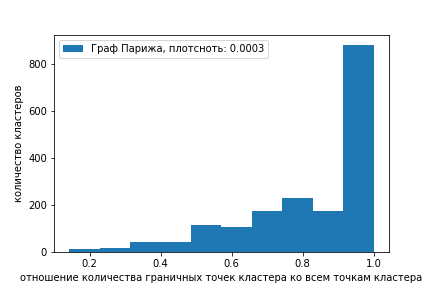 Граф Парижа, плотсноть: 0.0003
800
600
400
200
0
количество кластеров
0.2 0.4 0.6 0.8 1.0
отношение количества граничных точек кластера ко всем точкам кластера